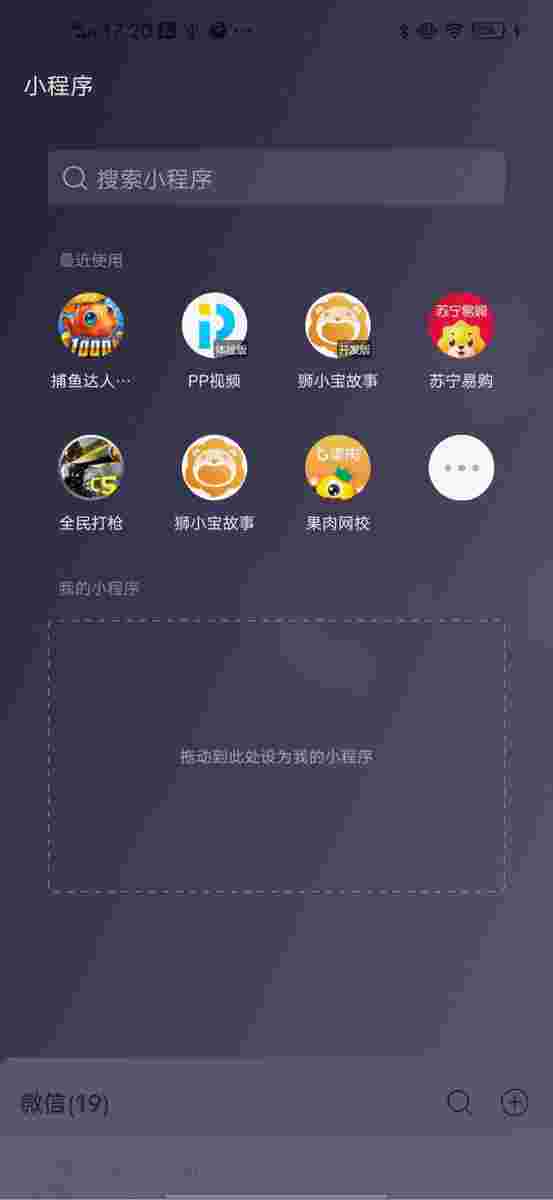 17:20
小程序
搜索小程序
最近使用
1000
体验版
开发版
苏宁易购
捕鱼达人…
PP视频
狮小宝故事
苏宁易购
CS
果肉
全民打枪
狮小宝故事
果肉网校
我的小程序
拖动到此处设为我的小程序
微信(19)